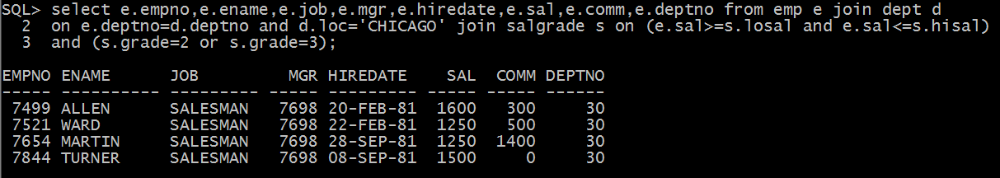 SQL> select e.empno,e.ename,e.job,e.mgr,e.hiredate,e.sal,e.comm,e.deptno from emp e join dept d
  2  on e.deptno=d.deptno and d.loc='CHICAGO' join salgrade s on (e.sal>=s.losal and e.sal<=s.hisal)
  3  and (s.grade=2 or s.grade=3);

EMPNO ENAME      JOB         MGR HIREDATE    SAL  COMM DEPTNO
----- ---------- --------- ----- --------- ----- ----- ------
 7499 ALLEN      SALESMAN   7698 20-FEB-81  1600   300     30
 7521 WARD       SALESMAN   7698 22-FEB-81  1250   500     30
 7654 MARTIN     SALESMAN   7698 28-SEP-81  1250  1400     30
 7844 TURNER     SALESMAN   7698 08-SEP-81  1500     0     30